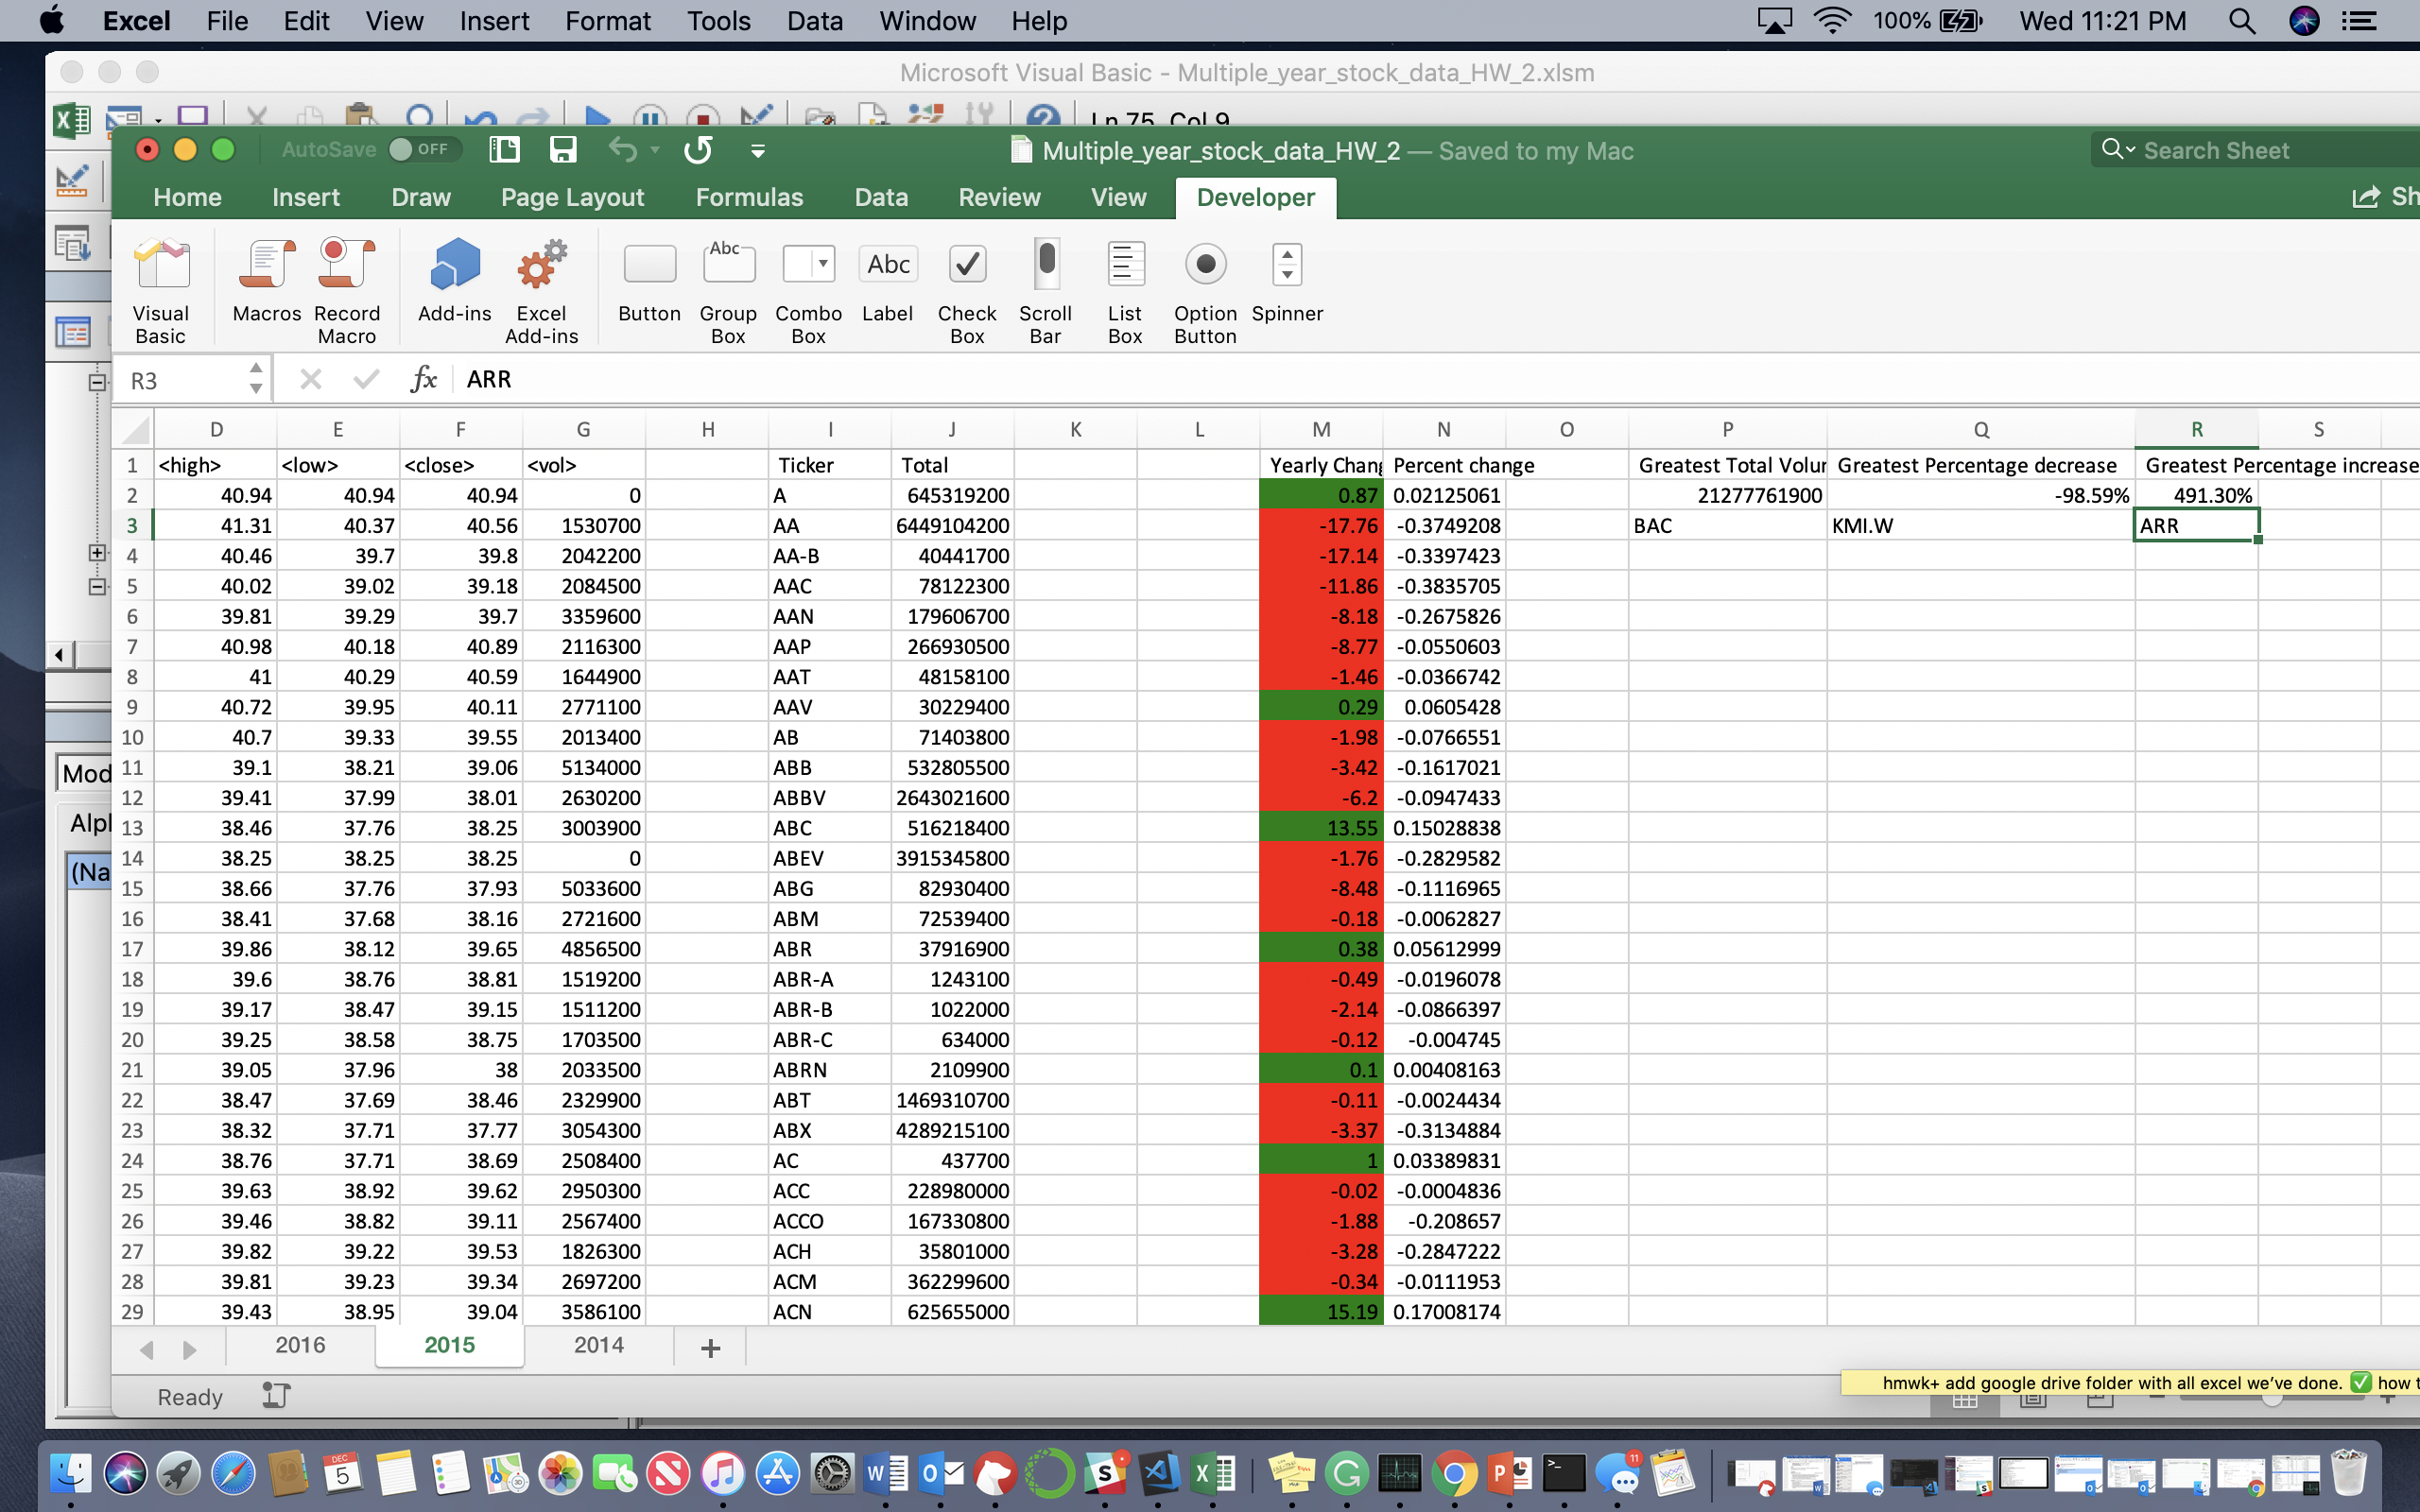 Excel File Edit View Insert Format Tools Data Window Help 100% Wed 11:21 PM
Microsoft Visual Basic - Multiple_year_stock_data_HW_2.xlsm
Ln 75, Col 9
AutoSave OFF Multiple_year_stock_data_HW_2 — Saved to my Mac Search Sheet
Home Insert Draw Page Layout Formulas Data Review View Developer Sh
Visual Basic Macros Record Macro Add-ins Excel Add-ins Button Group Box Combo Box Label Check Box Scroll Bar List Box Option Button Spinner
Abc Abc
R3 fx ARR
D E F G H I J K L M N O P Q R S
1 <high> <low> <close> <vol> Ticker Total Yearly Chang Percent change Greatest Total Volur Greatest Percentage decrease Greatest Percentage increase
2 40.94 40.94 40.94 0 A 645319200 0.87 0.02125061 21277761900 -98.59% 491.30%
3 41.31 40.37 40.56 1530700 AA 6449104200 -17.76 -0.3749208 BAC KMI.W ARR
4 40.46 39.7 39.8 2042200 AA-B 40441700 -17.14 -0.3397423
5 40.02 39.02 39.18 2084500 AAC 78122300 -11.86 -0.3835705
6 39.81 39.29 39.7 3359600 AAN 179606700 -8.18 -0.2675826
7 40.98 40.18 40.89 2116300 AAP 266930500 -8.77 -0.0550603
8 41 40.29 40.59 1644900 AAT 48158100 -1.46 -0.0366742
9 40.72 39.95 40.11 2771100 AAV 30229400 0.29 0.0605428
10 40.7 39.33 39.55 2013400 AB 71403800 -1.98 -0.0766551
Mod 11 39.1 38.21 39.06 5134000 ABB 532805500 -3.42 -0.1617021
12 39.41 37.99 38.01 2630200 ABBV 2643021600 -6.2 -0.0947433
Alpl 13 38.46 37.76 38.25 3003900 ABC 516218400 13.55 0.15028838
(Na 14 38.25 38.25 38.25 0 ABEV 3915345800 -1.76 -0.2829582
15 38.66 37.76 37.93 5033600 ABG 82930400 -8.48 -0.1116965
16 38.41 37.68 38.16 2721600 ABM 72539400 -0.18 -0.0062827
17 39.86 38.12 39.65 4856500 ABR 37916900 0.38 0.05612999
18 39.6 38.76 38.81 1519200 ABR-A 1243100 -0.49 -0.0196078
19 39.17 38.47 39.15 1511200 ABR-B 1022000 -2.14 -0.0866397
20 39.25 38.58 38.75 1703500 ABR-C 634000 -0.12 -0.004745
21 39.05 37.96 38 2033500 ABRN 2109900 0.1 0.00408163
22 38.47 37.69 38.46 2329900 ABT 1469310700 -0.11 -0.0024434
23 38.32 37.71 37.77 3054300 ABX 4289215100 -3.37 -0.3134884
24 38.76 37.71 38.69 2508400 AC 437700 1 0.03389831
25 39.63 38.92 39.62 2950300 ACC 228980000 -0.02 -0.0004836
26 39.46 38.82 39.11 2567400 ACCO 167330800 -1.88 -0.208657
27 39.82 39.22 39.53 1826300 ACH 35801000 -3.28 -0.2847222
28 39.81 39.23 39.34 2697200 ACM 362299600 -0.34 -0.0111953
29 39.43 38.95 39.04 3586100 ACN 625655000 15.19 0.17008174
2016 2015 2014
hmwk+ add google drive folder with all excel we've done. ✅ how t
Ready
DEC 5 11